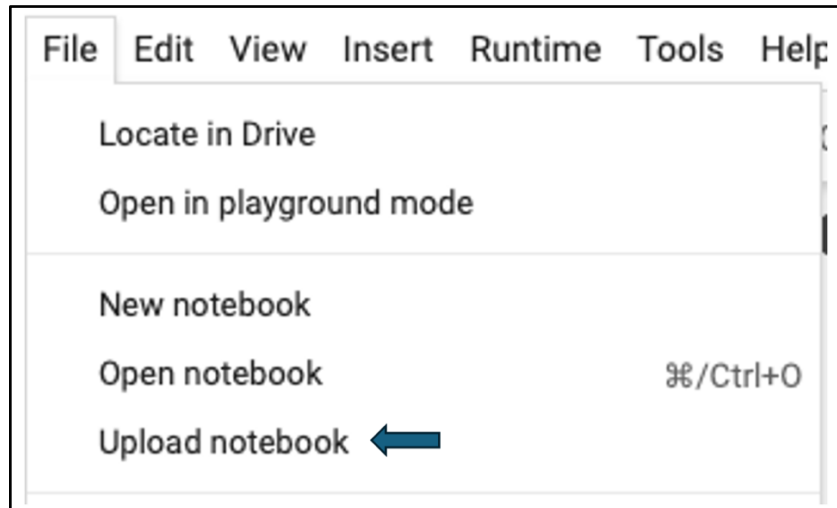 File Edit View Insert Runtime Tools Help
Locate in Drive
Open in playground mode
New notebook
Open notebook ⌘/Ctrl+O
Upload notebook